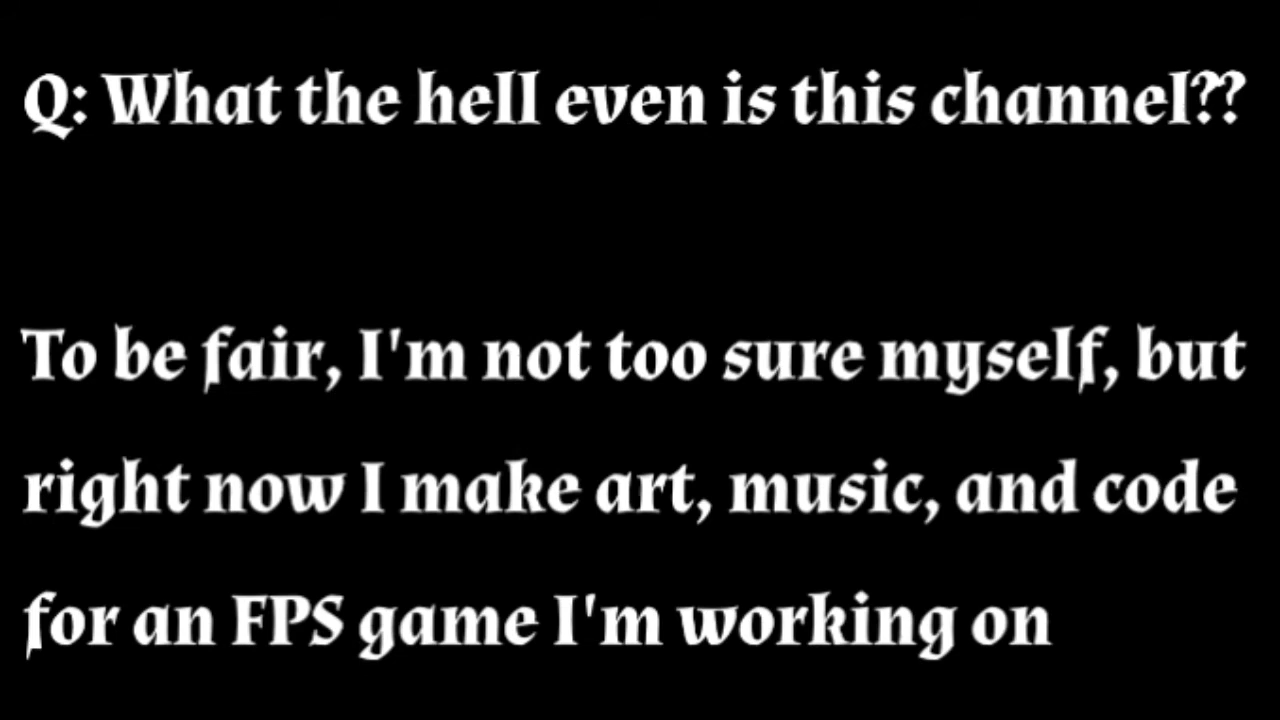 Q: What the hell even is this channel??
To be fair, I'm not too sure myself, but
right now I make art, music, and code
for an FPS game I'm working on